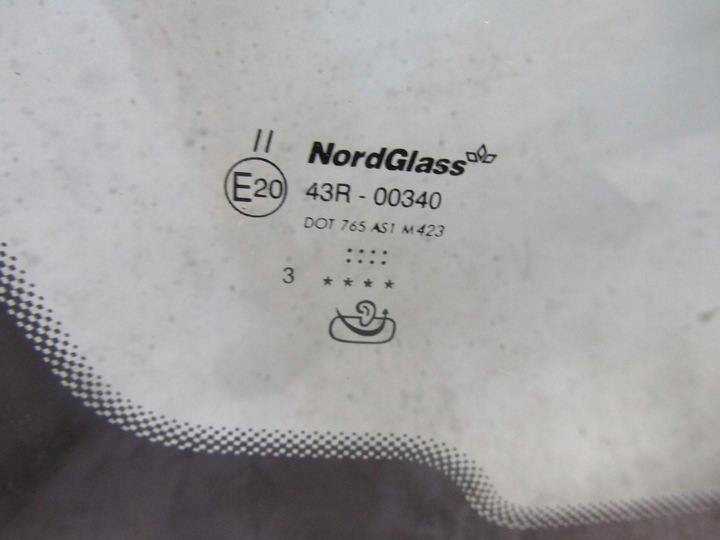 II
NordGlass
E20
43R - 00340
DOT 765 AS1 M423
::::
3 ****